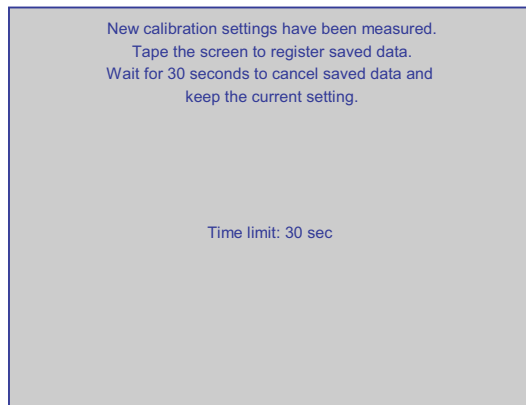 New calibration settings have been measured.
Tape the screen to register saved data.
Wait for 30 seconds to cancel saved data and
keep the current setting.
Time limit: 30 sec